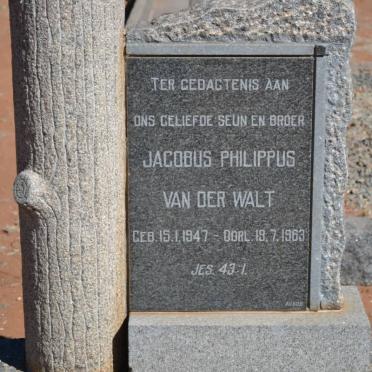 TER GEDAGTENIS AAN
ONS GELIEFDE SEUN EN BROER
JACOBUS PHILIPPUS
VAN DER WALT
GEB. 15.1.1947 - OORL. 19.7.1963
JES. 43-1.